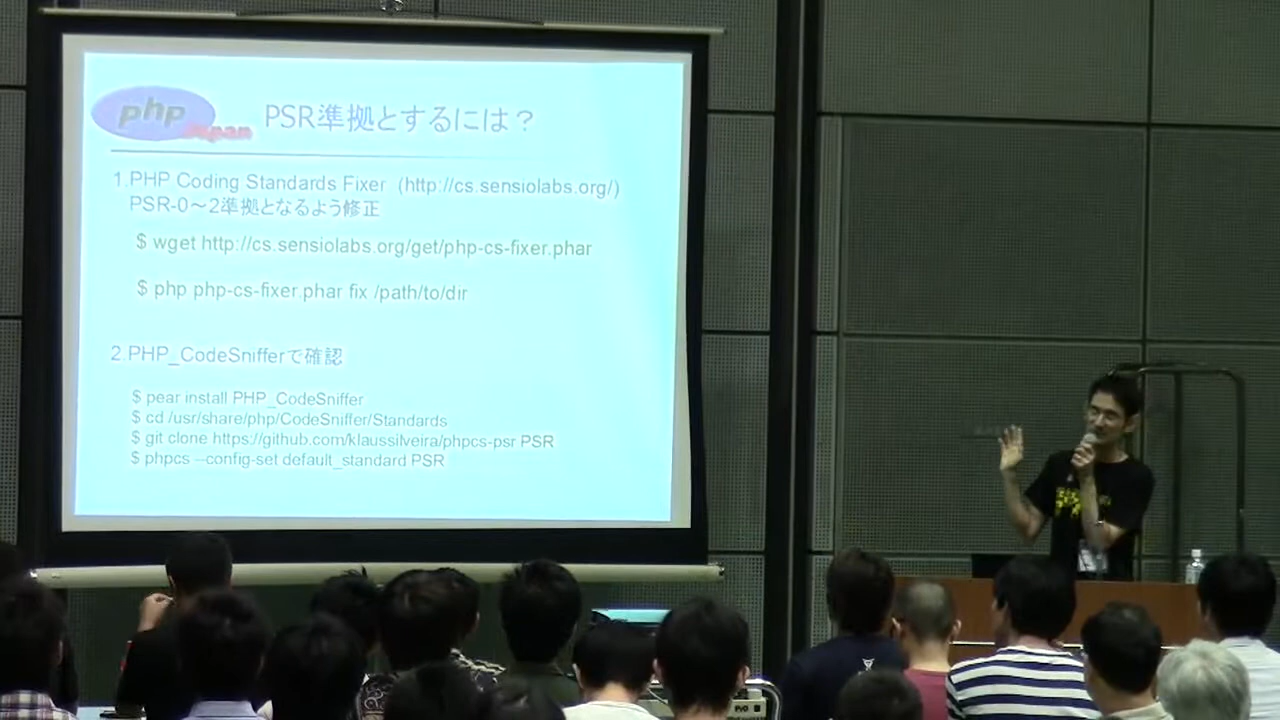 php
Japan
PSR準拠とするには？
1.PHP Coding Standards Fixer (http://cs.sensiolabs.org/)
PSR-0～2準拠となるよう修正
$ wget http://cs.sensiolabs.org/get/php-cs-fixer.phar
$ php php-cs-fixer.phar fix /path/to/dir
2.PHP_CodeSnifferで確認
$ pear install PHP_CodeSniffer
$ cd /usr/share/php/CodeSniffer/Standards
$ git clone https://github.com/klaussilveira/phpcs-psr PSR
$ phpcs --config-set default_standard PSR